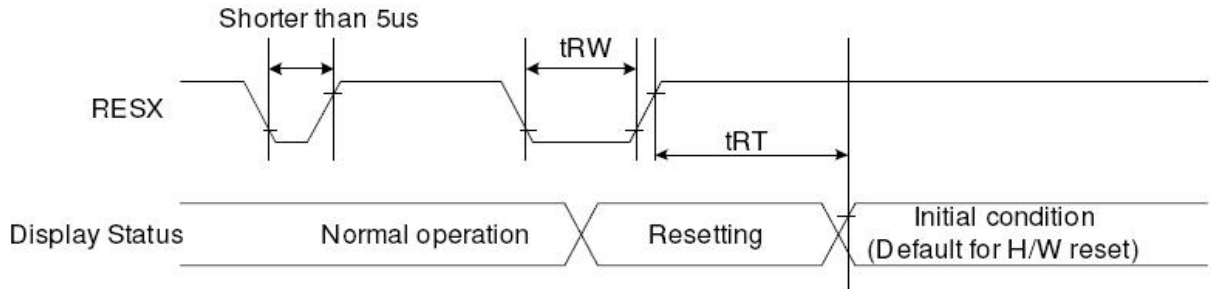 Shorter than 5us
tRW
RESX
tRT
Display Status
Normal operation
Resetting
Initial condition
(Default for H/W reset)